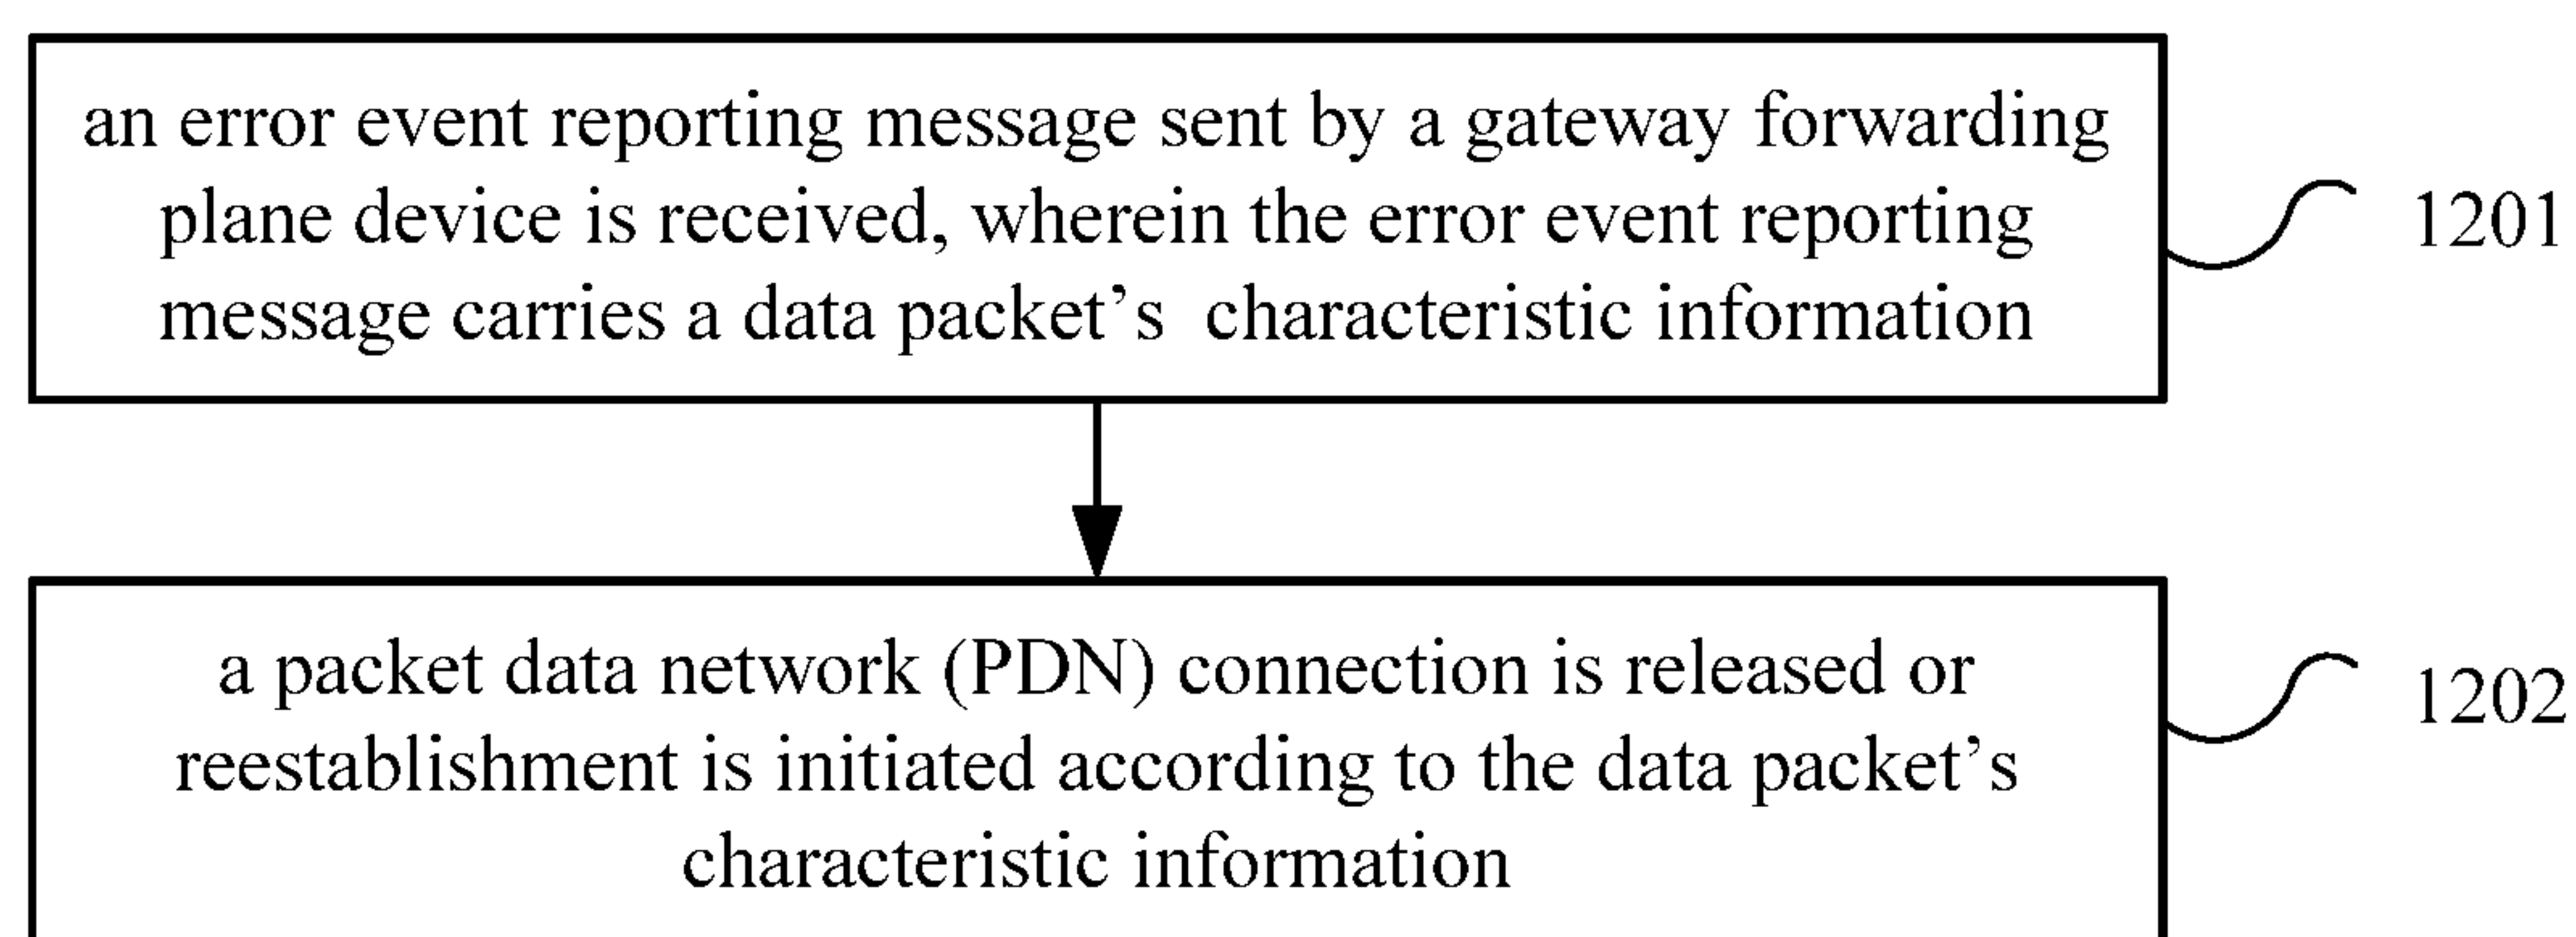 an error event reporting message sent by a gateway forwarding
plane device is received, wherein the error event reporting
message carries a data packet’s  characteristic information
1201
a packet data network (PDN) connection is released or
reestablishment is initiated according to the data packet’s
characteristic information
1202